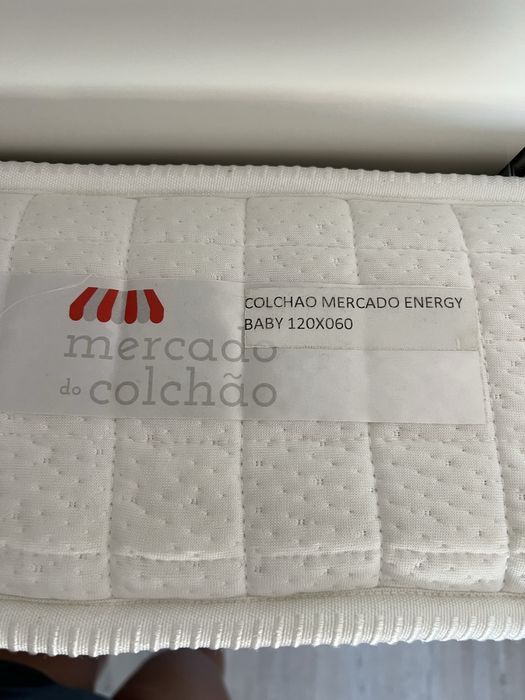 COLCHAO MERCADO ENERGY
BABY 120X060
mercado
do colchão